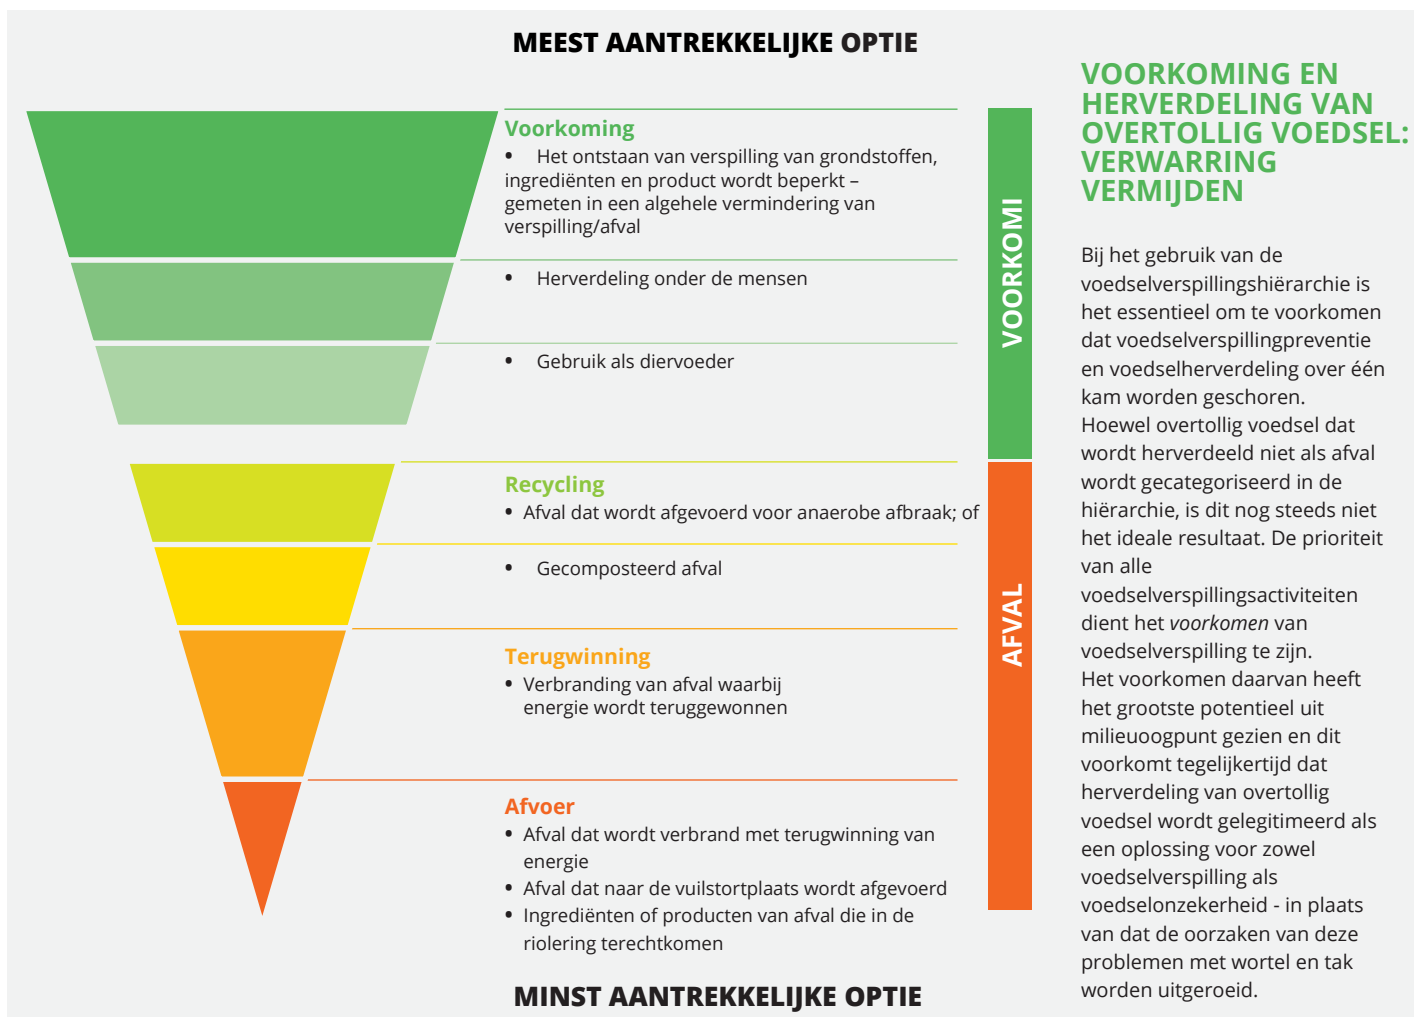 MEEST AANTREKKELIJKE OPTIE
Voorkoming
• Het ontstaan van verspilling van grondstoffen,
ingrediënten en product wordt beperkt –
gemeten in een algehele vermindering van
verspilling/afval
• Herverdeling onder de mensen
• Gebruik als diervoeder
Recycling
• Afval dat wordt afgevoerd voor anaerobe afbraak; of
• Gecomposteerd afval
Terugwinning
• Verbranding van afval waarbij
energie wordt teruggewonnen
Afvoer
• Afval dat wordt verbrand met terugwinning van
energie
• Afval dat naar de vuilstortplaats wordt afgevoerd
• Ingrediënten of producten van afval die in de
riolering terechtkomen
MINST AANTREKKELIJKE OPTIE
VOORKOMI
AFVAL
VOORKOMING EN
HERVERDELING VAN
OVERTOLLIG VOEDSEL:
VERWARRING
VERMIJDEN
Bij het gebruik van de
voedselverspillingshiërarchie is
het essentieel om te voorkomen
dat voedselverspillingpreventie
en voedselherverdeling over één
kam worden geschoren.
Hoewel overtollig voedsel dat
wordt herverdeeld niet als afval
wordt gecategoriseerd in de
hiërarchie, is dit nog steeds niet
het ideale resultaat. De prioriteit
van alle
voedselverspillingsactiviteiten
dient het voorkomen van
voedselverspilling te zijn.
Het voorkomen daarvan heeft
het grootste potentieel uit
milieuoogpunt gezien en dit
voorkomt tegelijkertijd dat
herverdeling van overtollig
voedsel wordt gelegitimeerd als
een oplossing voor zowel
voedselverspilling als
voedselonzekerheid - in plaats
van dat de oorzaken van deze
problemen met wortel en tak
worden uitgeroeid.